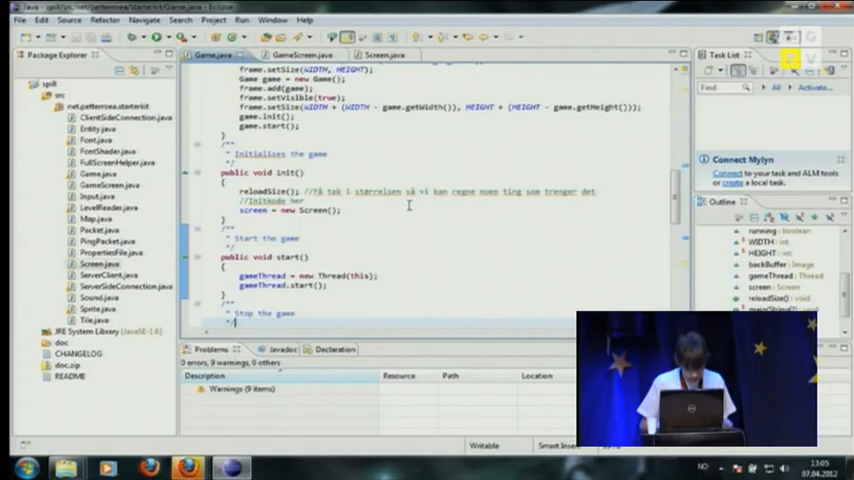 Java - spill/src/net/petterroea/starterkit/Game.java - Eclipse
File Edit Source Refactor Navigate Search Project Run Window Help
Package Explorer
spill
src
net.petterroea.starterkit
ClientSideConnection.java
Entity.java
Font.java
FontShader.java
FullScreenHelper.java
Game.java
GameScreen.java
Input.java
LevelReader.java
Map.java
Packet.java
PingPacket.java
PropertiesFile.java
Screen.java
ServerClient.java
ServerSideConnection.java
Sound.java
Sprite.java
Tile.java
JRE System Library [JavaSE-1.6]
doc
CHANGELOG
doc.zip
README
Game.java GameScreen.java Screen.java
frame.setSize(WIDTH, HEIGHT);
Game game = new Game();
frame.add(game);
frame.setVisible(true);
frame.setSize(WIDTH + (WIDTH - game.getWidth()), HEIGHT + (HEIGHT - game.getHeight()));
game.init();
game.start();
}
/**
* Initialises the game
*/
public void init()
{
reloadSize(); //Få tak i størrelsen så vi kan regne noen ting som trenger det
//Initkode her
screen = new Screen();
}
/**
* Start the game
*/
public void start()
{
gameThread = new Thread(this);
gameThread.start();
}
/**
* Stop the game
*/
Problems Javadoc Declaration
0 errors, 9 warnings, 0 others
Description Resource Path Location
Warnings (9 items)
Task List
Find All Activate...
Connect Mylyn
Connect to your task and ALM tools
or create a local task.
Outline
running: boolean
WIDTH : int
HEIGHT : int
backBuffer : Image
gameThread : Thread
screen : Screen
reloadSize() : void
main(String[]) : void
Writable Smart Insert
NO
13:05
07.04.2012
G
T V
DELL